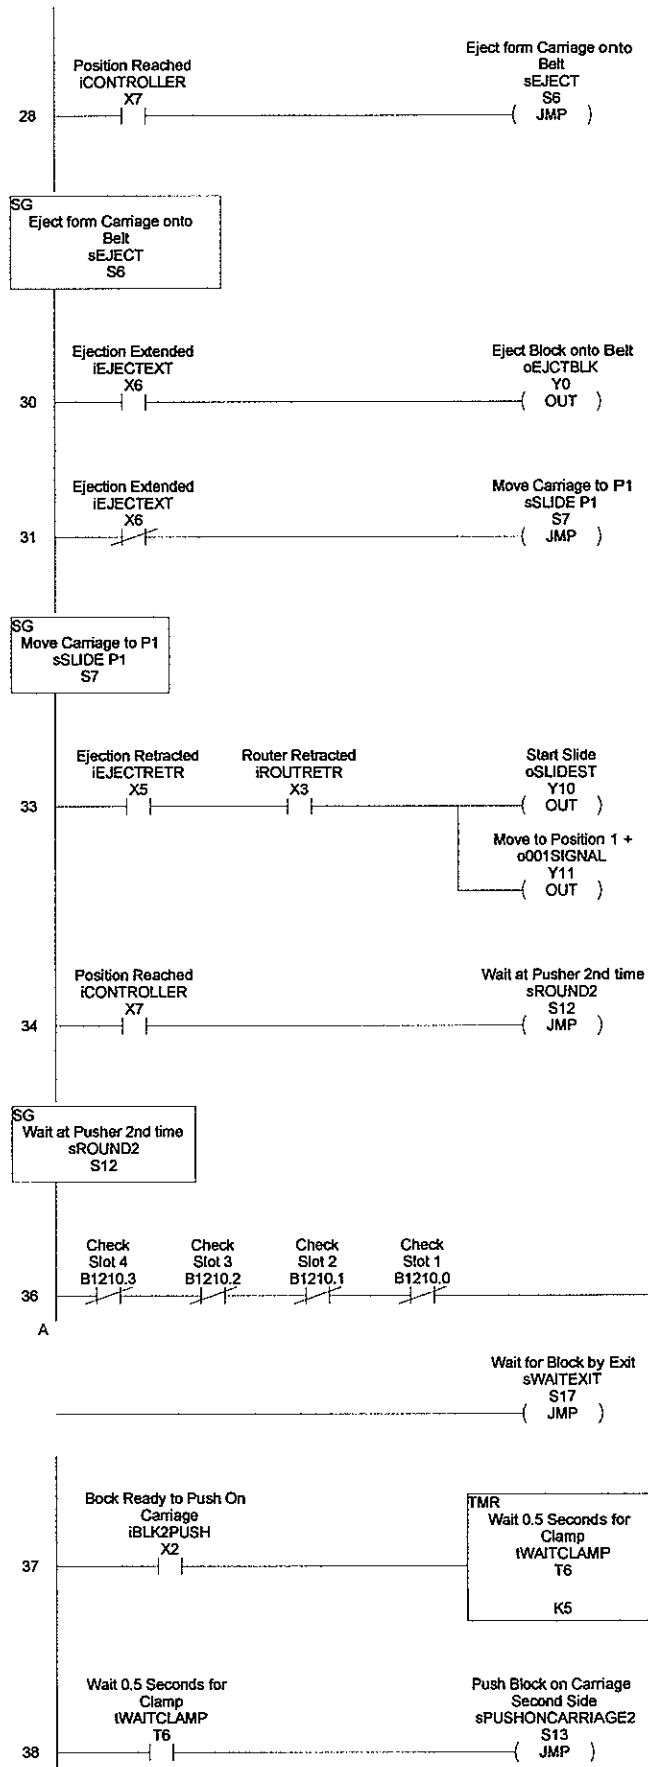 Position Reached
iCONTROLLER
X7
Eject form Carriage onto
Belt
sEJECT
S6
JMP
28
SG
Eject form Carriage onto
Belt
sEJECT
S6
Ejection Extended
iEJECTEXT
X6
Eject Block onto Belt
oEJCTBLK
Y0
OUT
30
Ejection Extended
iEJECTEXT
X6
Move Carriage to P1
sSLIDE P1
S7
JMP
31
SG
Move Carriage to P1
sSLIDE P1
S7
Ejection Retracted
iEJECTRETR
X5
Router Retracted
iROUTRETR
X3
Start Slide
oSLIDEST
Y10
OUT
33
Move to Position 1 +
o001SIGNAL
Y11
OUT
Position Reached
iCONTROLLER
X7
Wait at Pusher 2nd time
sROUND2
S12
JMP
34
SG
Wait at Pusher 2nd time
sROUND2
S12
Check
Slot 4
B1210.3
Check
Slot 3
B1210.2
Check
Slot 2
B1210.1
Check
Slot 1
B1210.0
36
A
Wait for Block by Exit
sWAITEXIT
S17
JMP
Bock Ready to Push On
Carriage
iBLK2PUSH
X2
TMR
Wait 0.5 Seconds for
Clamp
tWAITCLAMP
T6
K5
37
Wait 0.5 Seconds for
Clamp
tWAITCLAMP
T6
Push Block on Carriage
Second Side
sPUSHONCARRIAGE2
S13
JMP
38